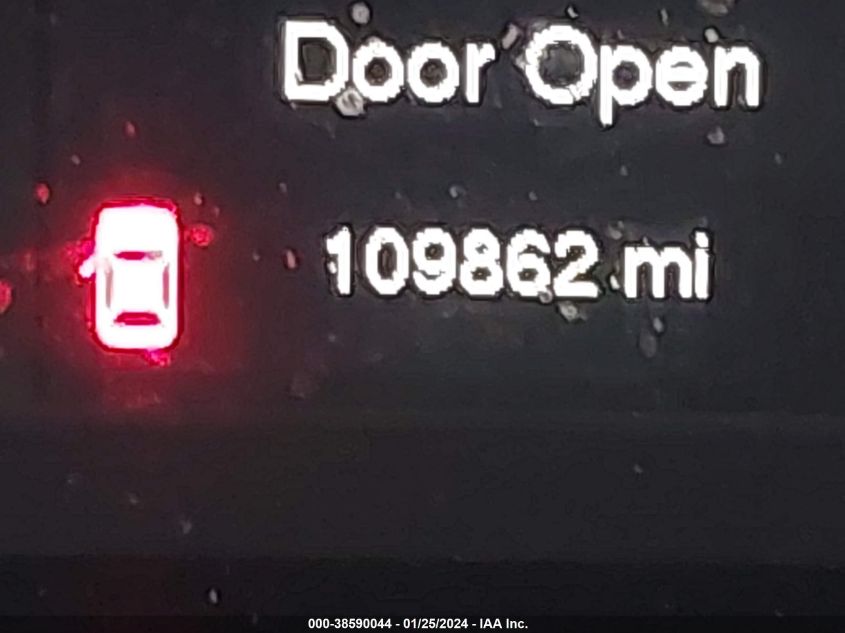 Door Open
109862 mi
000-38590044 - 01/25/2024 - IAA Inc.